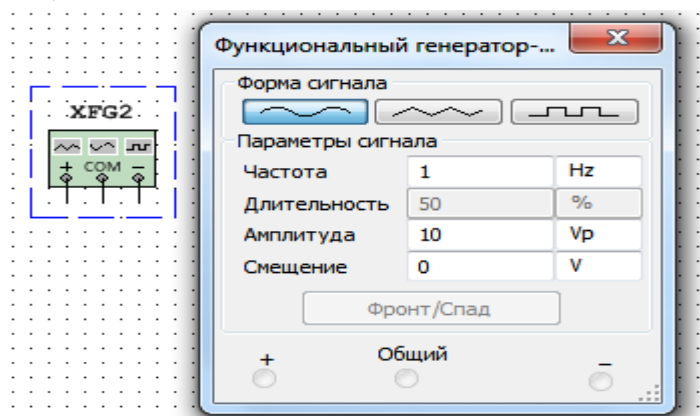 XFG2
+ COM −
Функциональный генератор-...
Форма сигнала
Параметры сигнала
Частота 1 Hz
Длительность 50 %
Амплитуда 10 Vp
Смещение 0 V
Фронт/Спад
+ Общий −